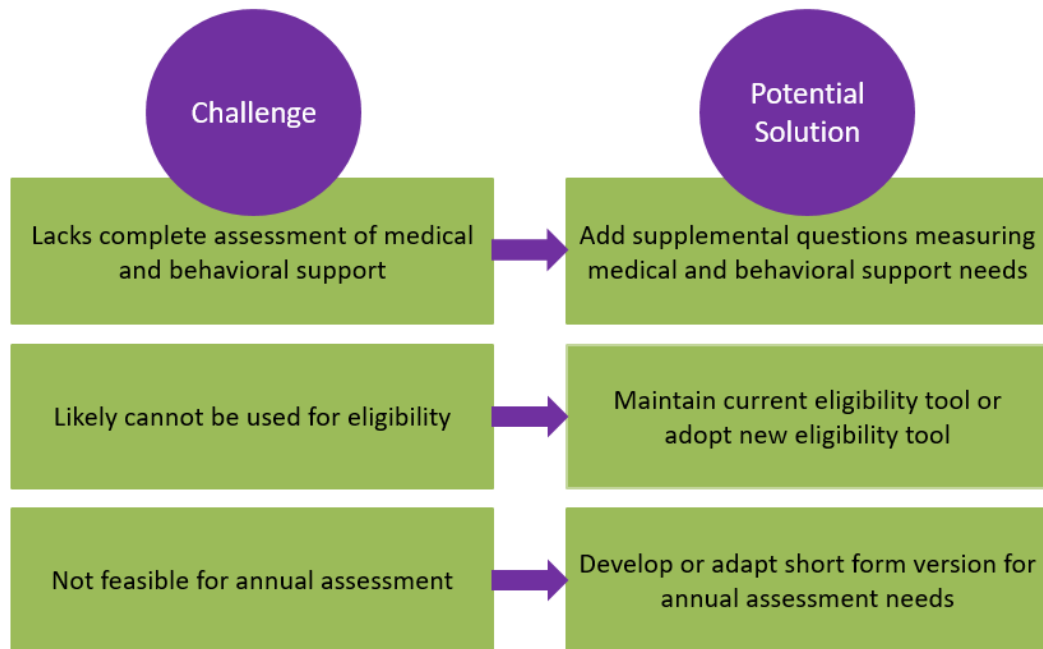 Challenge
Potential
Solution
Lacks complete assessment of medical
and behavioral support
Add supplemental questions measuring
medical and behavioral support needs
Likely cannot be used for eligibility
Maintain current eligibility tool or
adopt new eligibility tool
Not feasible for annual assessment
Develop or adapt short form version for
annual assessment needs